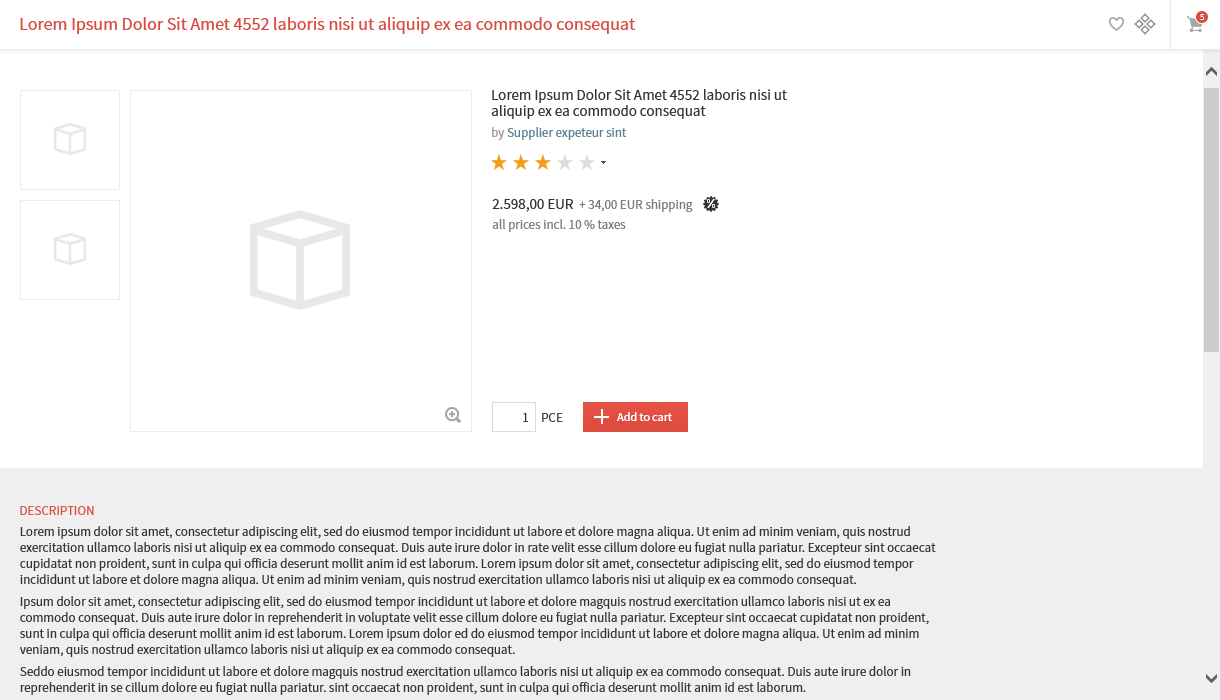 Lorem Ipsum Dolor Sit Amet 4552 laboris nisi ut aliquip ex ea commodo consequat
5
Lorem Ipsum Dolor Sit Amet 4552 laboris nisi ut
aliquip ex ea commodo consequat
by Supplier expeteur sint
2.598,00 EUR + 34,00 EUR shipping %
all prices incl. 10 % taxes
1 PCE Add to cart
DESCRIPTION
Lorem ipsum dolor sit amet, consectetur adipiscing elit, sed do eiusmod tempor incididunt ut labore et dolore magna aliqua. Ut enim ad minim veniam, quis nostrud
exercitation ullamco laboris nisi ut aliquip ex ea commodo consequat. Duis aute irure dolor in rate velit esse cillum dolore eu fugiat nulla pariatur. Excepteur sint occaecat
cupidatat non proident, sunt in culpa qui officia deserunt mollit anim id est laborum. Lorem ipsum dolor sit amet, consectetur adipiscing elit, sed do eiusmod tempor
incididunt ut labore et dolore magna aliqua. Ut enim ad minim veniam, quis nostrud exercitation ullamco laboris nisi ut aliquip ex ea commodo consequat.
Ipsum dolor sit amet, consectetur adipiscing elit, sed do eiusmod tempor incididunt ut labore et dolore magquis nostrud exercitation ullamco laboris nisi ut ex ea
commodo consequat. Duis aute irure dolor in reprehenderit in voluptate velit esse cillum dolore eu fugiat nulla pariatur. Excepteur sint occaecat cupidatat non proident,
sunt in culpa qui officia deserunt mollit anim id est laborum. Lorem ipsum dolor ed do eiusmod tempor incididunt ut labore et dolore magna aliqua. Ut enim ad minim
veniam, quis nostrud exercitation ullamco laboris nisi ut aliquip ex ea commodo consequat.
Seddo eiusmod tempor incididunt ut labore et dolore magquis nostrud exercitation ullamco laboris nisi ut aliquip ex ea commodo consequat. Duis aute irure dolor in
reprehenderit in se cillum dolore eu fugiat nulla pariatur. sint occaecat non proident, sunt in culpa qui officia deserunt mollit anim id est laborum.